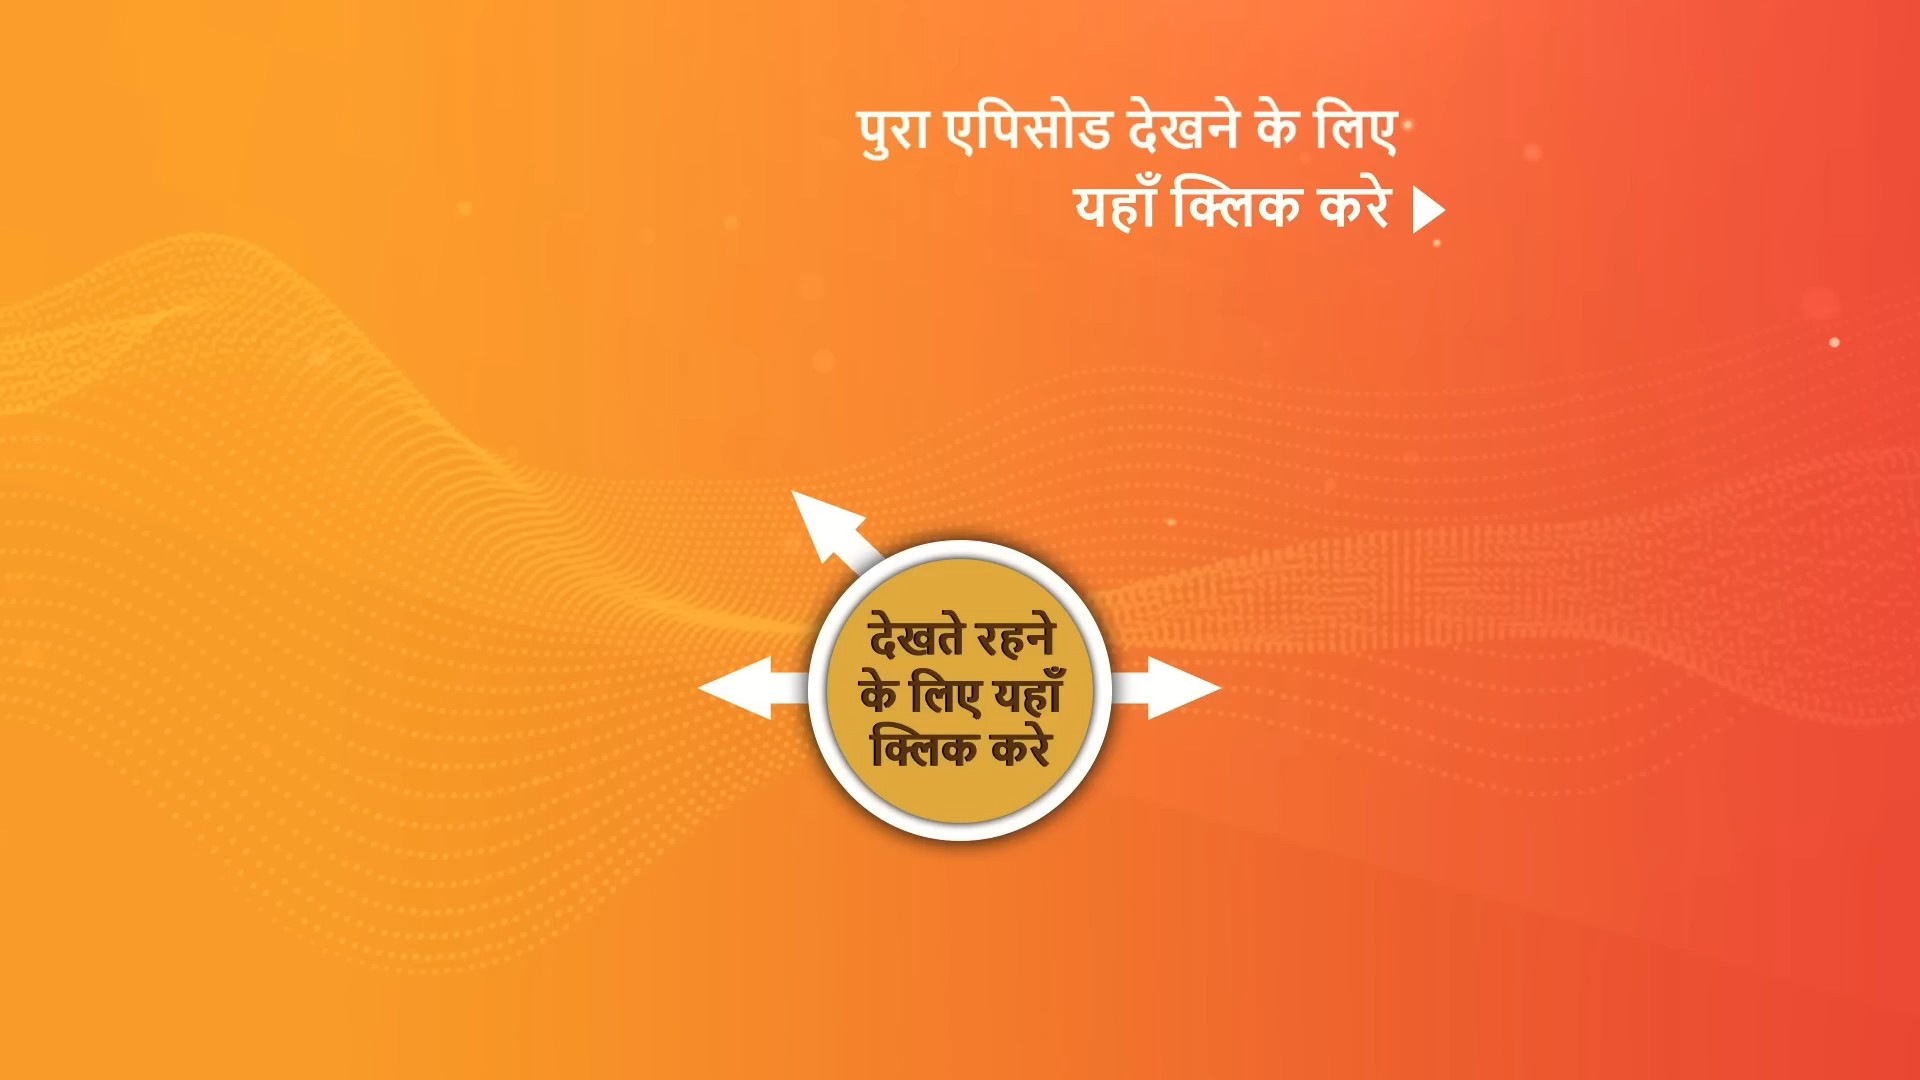 पुरा एपिसोड देखने के लिए
यहाँ क्लिक करे
देखते रहने
के लिए यहाँ
क्लिक करे